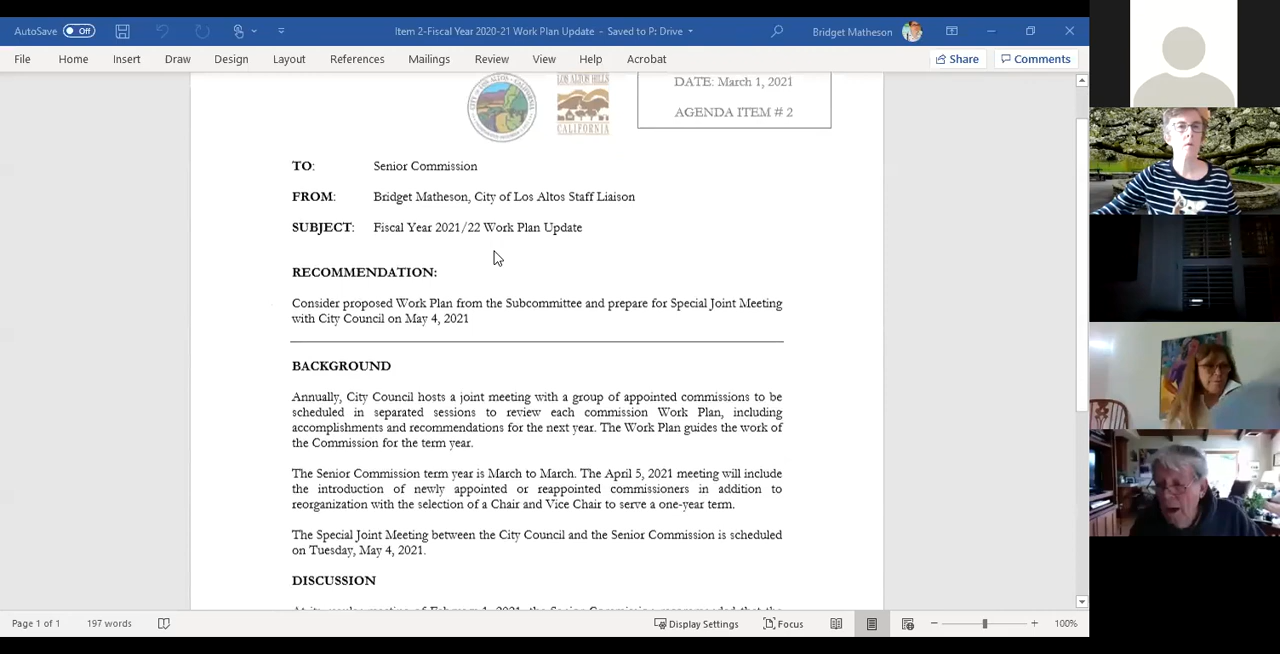 AutoSave Off
Item 2-Fiscal Year 2020-21 Work Plan Update - Saved to P: Drive
Bridget Matheson
File Home Insert Draw Design Layout References Mailings Review View Help Acrobat
Share Comments
CITY OF LOS ALTOS CALIFORNIA
LOS ALTOS HILLS
CALIFORNIA
DATE: March 1, 2021
AGENDA ITEM # 2
TO: Senior Commission
FROM: Bridget Matheson, City of Los Altos Staff Liaison
SUBJECT: Fiscal Year 2021/22 Work Plan Update
RECOMMENDATION:
Consider proposed Work Plan from the Subcommittee and prepare for Special Joint Meeting
with City Council on May 4, 2021
BACKGROUND
Annually, City Council hosts a joint meeting with a group of appointed commissions to be
scheduled in separated sessions to review each commission Work Plan, including
accomplishments and recommendations for the next year. The Work Plan guides the work of
the Commission for the term year.
The Senior Commission term year is March to March. The April 5, 2021 meeting will include
the introduction of newly appointed or reappointed commissioners in addition to
reorganization with the selection of a Chair and Vice Chair to serve a one-year term.
The Special Joint Meeting between the City Council and the Senior Commission is scheduled
on Tuesday, May 4, 2021.
DISCUSSION
Page 1 of 1 197 words
Display Settings Focus 100%